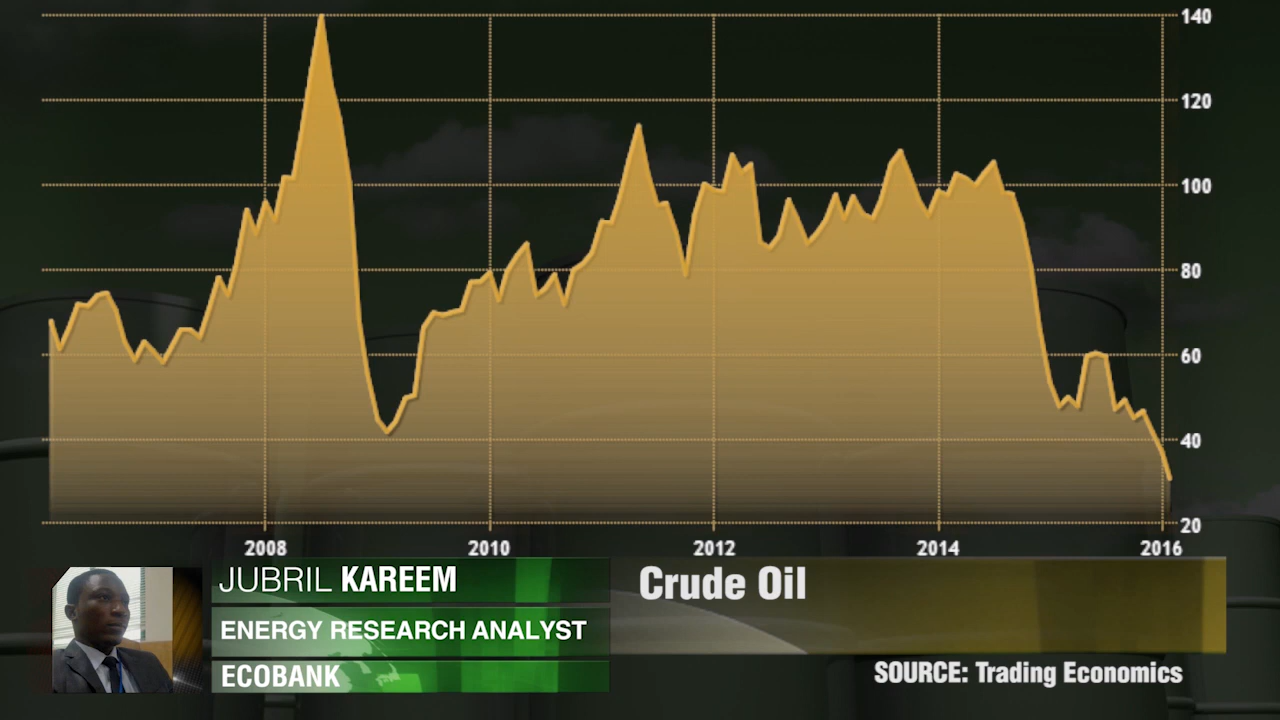 140
120
100
80
60
40
20
2008 2010 2012 2014 2016
JUBRIL KAREEM
ENERGY RESEARCH ANALYST
ECOBANK
Crude Oil
SOURCE: Trading Economics